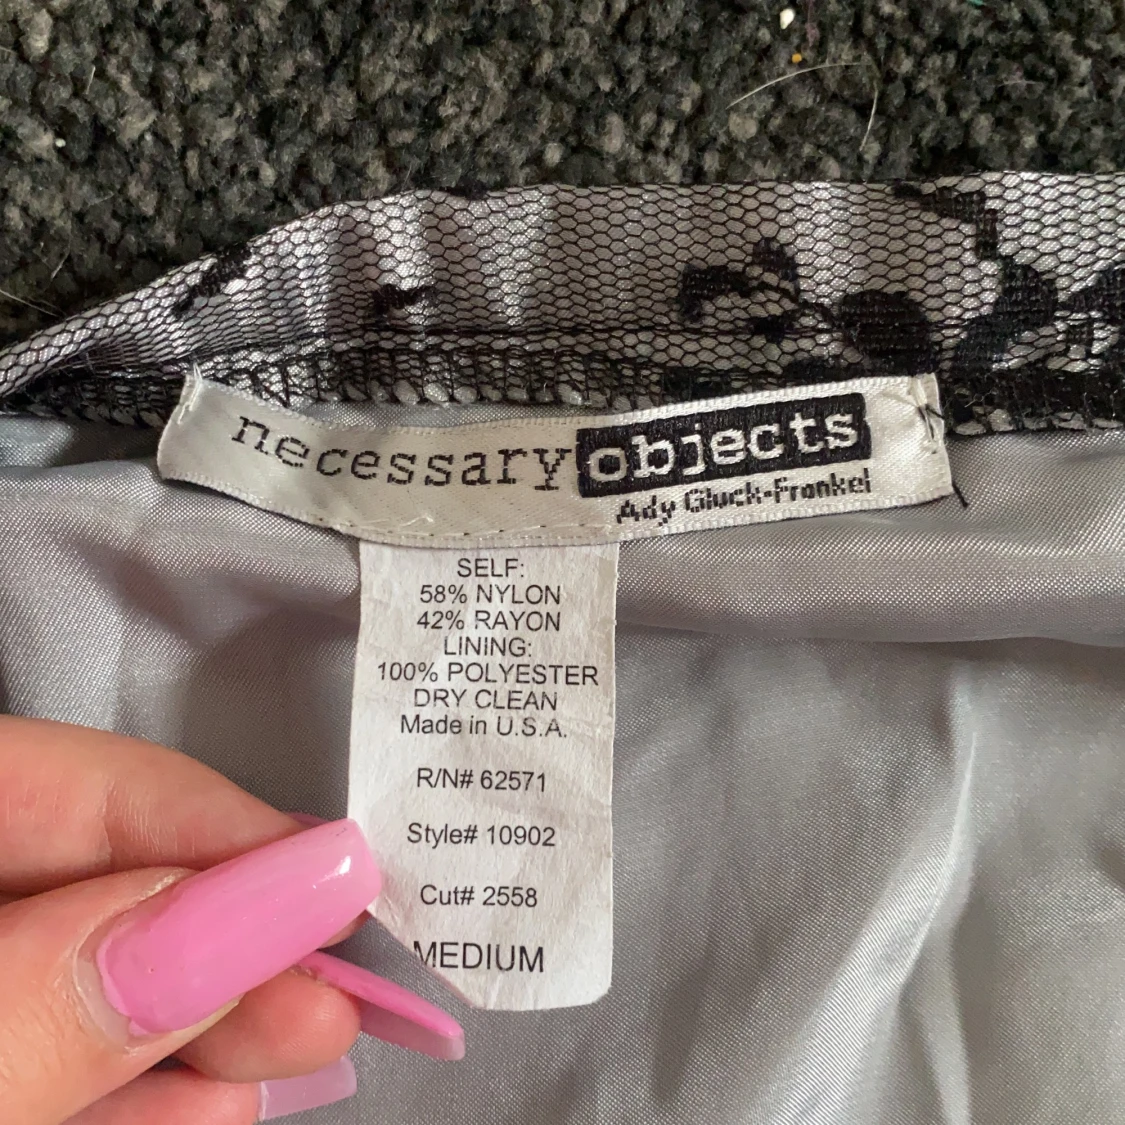 necessary objects
Ady Gluck-Frankel
SELF:
58% NYLON
42% RAYON
LINING:
100% POLYESTER
DRY CLEAN
Made in U.S.A.
R/N# 62571
Style# 10902
Cut# 2558
MEDIUM